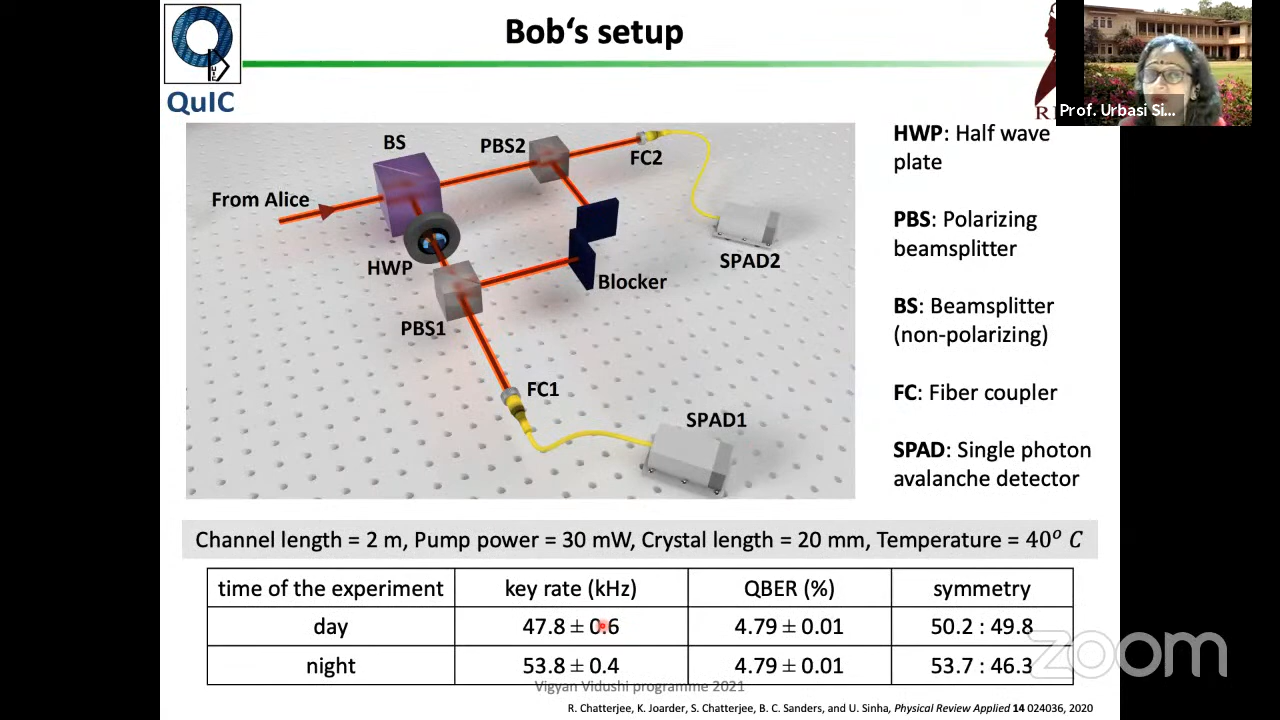 Bob‘s setup
QuIC
Prof. Urbasi Si...
BS
PBS2
FC2
From Alice
HWP
SPAD2
Blocker
PBS1
FC1
SPAD1
HWP: Half wave
plate
PBS: Polarizing
beamsplitter
BS: Beamsplitter
(non-polarizing)
FC: Fiber coupler
SPAD: Single photon
avalanche detector
Channel length = 2 m, Pump power = 30 mW, Crystal length = 20 mm, Temperature = 40° C
time of the experiment key rate (kHz) QBER (%) symmetry
day 47.8 ± 0.6 4.79 ± 0.01 50.2 : 49.8
night 53.8 ± 0.4 4.79 ± 0.01 53.7 : 46.3
zoom
Vigyan Vidushi programme 2021
R. Chatterjee, K. Joarder, S. Chatterjee, B. C. Sanders, and U. Sinha, Physical Review Applied 14 024036, 2020